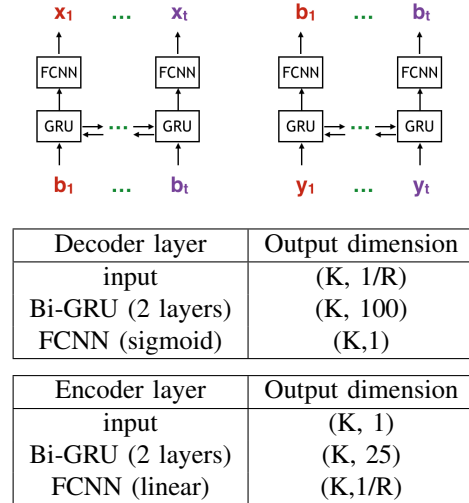 x1 ... xt b1 ... bt
FCNN FCNN FCNN FCNN
GRU ... GRU GRU ... GRU
b1 ... bt y1 ... yt
Decoder layer Output dimension
input (K, 1/R)
Bi-GRU (2 layers) (K, 100)
FCNN (sigmoid) (K,1)
Encoder layer Output dimension
input (K, 1)
Bi-GRU (2 layers) (K, 25)
FCNN (linear) (K,1/R)